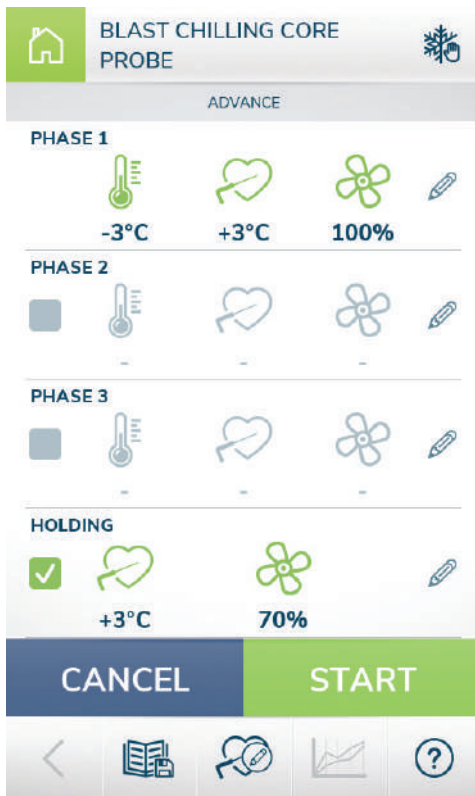 BLAST CHILLING CORE
PROBE
ADVANCE
PHASE 1
-3°C +3°C 100%
PHASE 2
- - -
PHASE 3
- - -
HOLDING
+3°C 70%
CANCEL START
?